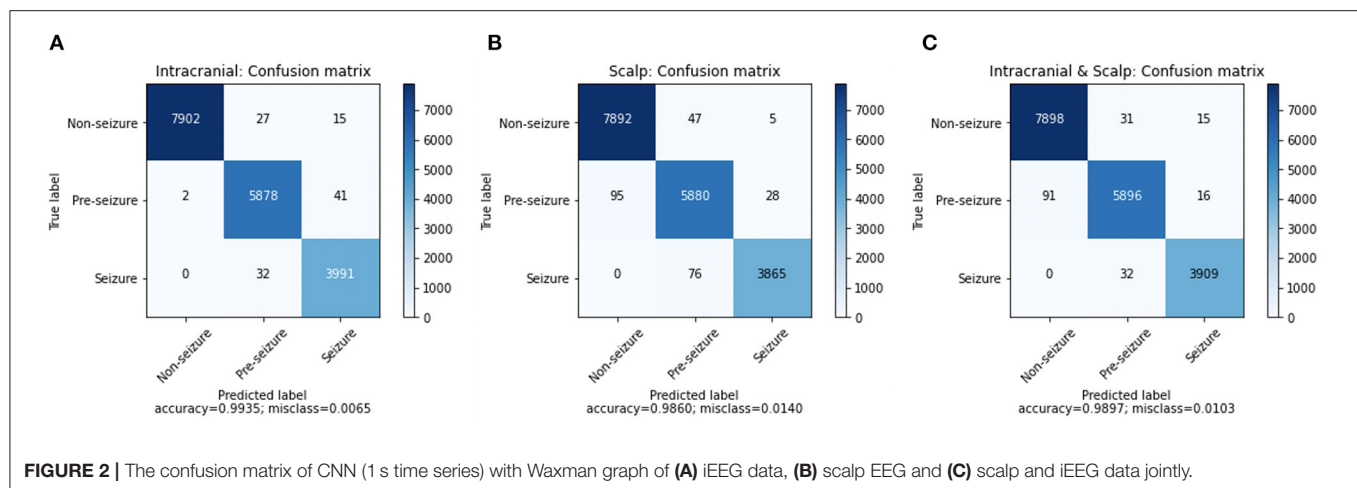 A
Intracranial: Confusion matrix
True label
Non-seizure
7902 27 15
Pre-seizure
2 5878 41
Seizure
0 32 3991
Non-seizure Pre-seizure Seizure
Predicted label
accuracy=0.9935; misclass=0.0065
7000
6000
5000
4000
3000
2000
1000
0
B
Scalp: Confusion matrix
True label
Non-seizure
7892 47 5
Pre-seizure
95 5880 28
Seizure
0 76 3865
Non-seizure Pre-seizure Seizure
Predicted label
accuracy=0.9860; misclass=0.0140
7000
6000
5000
4000
3000
2000
1000
0
C
Intracranial & Scalp: Confusion matrix
True label
Non-seizure
7898 31 15
Pre-seizure
91 5896 16
Seizure
0 32 3909
Non-seizure Pre-seizure Seizure
Predicted label
accuracy=0.9897; misclass=0.0103
7000
6000
5000
4000
3000
2000
1000
0
FIGURE 2 | The confusion matrix of CNN (1 s time series) with Waxman graph of (A) iEEG data, (B) scalp EEG and (C) scalp and iEEG data jointly.